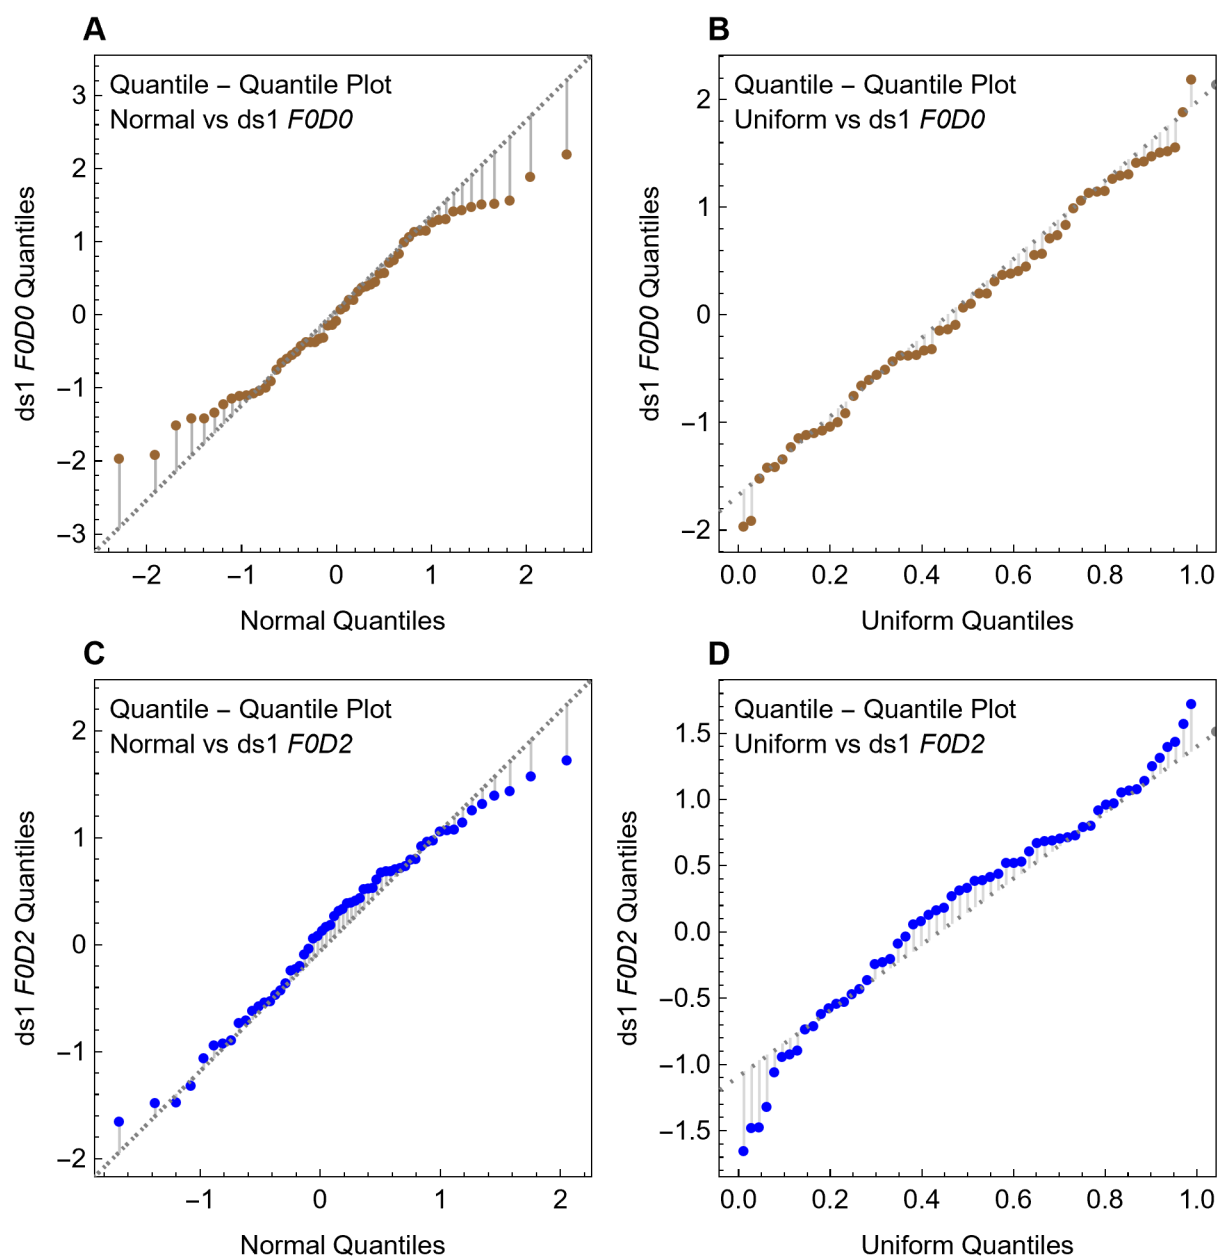 A
Quantile – Quantile Plot
Normal vs ds1 F0D0
3
2
1
0
−1
−2
−3
ds1 F0D0 Quantiles
−2 −1 0 1 2
Normal Quantiles
B
Quantile – Quantile Plot
Uniform vs ds1 F0D0
2
1
0
−1
−2
ds1 F0D0 Quantiles
0.0 0.2 0.4 0.6 0.8 1.0
Uniform Quantiles
C
Quantile – Quantile Plot
Normal vs ds1 F0D2
2
1
0
−1
−2
ds1 F0D2 Quantiles
−1 0 1 2
Normal Quantiles
D
Quantile – Quantile Plot
Uniform vs ds1 F0D2
1.5
1.0
0.5
0.0
−0.5
−1.0
−1.5
ds1 F0D2 Quantiles
0.0 0.2 0.4 0.6 0.8 1.0
Uniform Quantiles